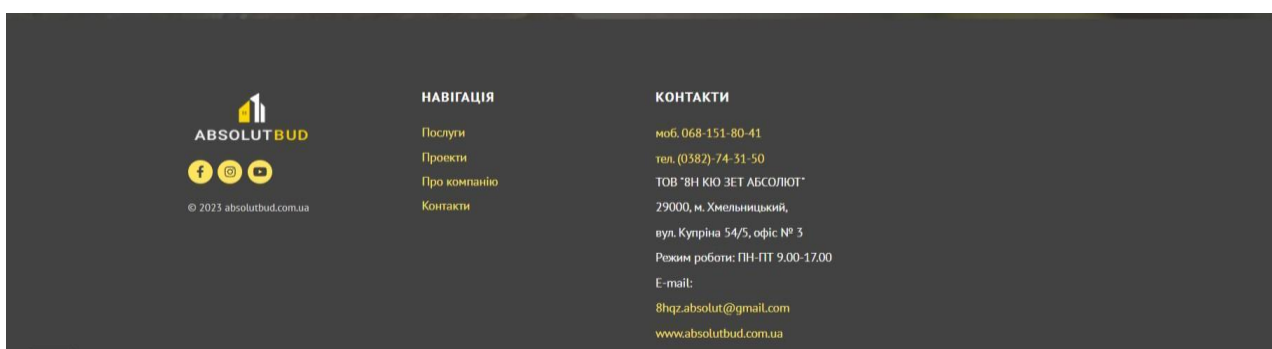 ABSOLUTBUD
© 2023 absolutbud.com.ua
НАВІГАЦІЯ
Послуги
Проекти
Про компанію
Контакти
КОНТАКТИ
моб. 068-151-80-41
тел. (0382)-74-31-50
ТОВ "8Н КЮ ЗЕТ АБСОЛЮТ"
29000, м. Хмельницький,
вул. Купріна 54/5, офіс № 3
Режим роботи: ПН-ПТ 9.00-17.00
E-mail:
8hqz.absolut@gmail.com
www.absolutbud.com.ua